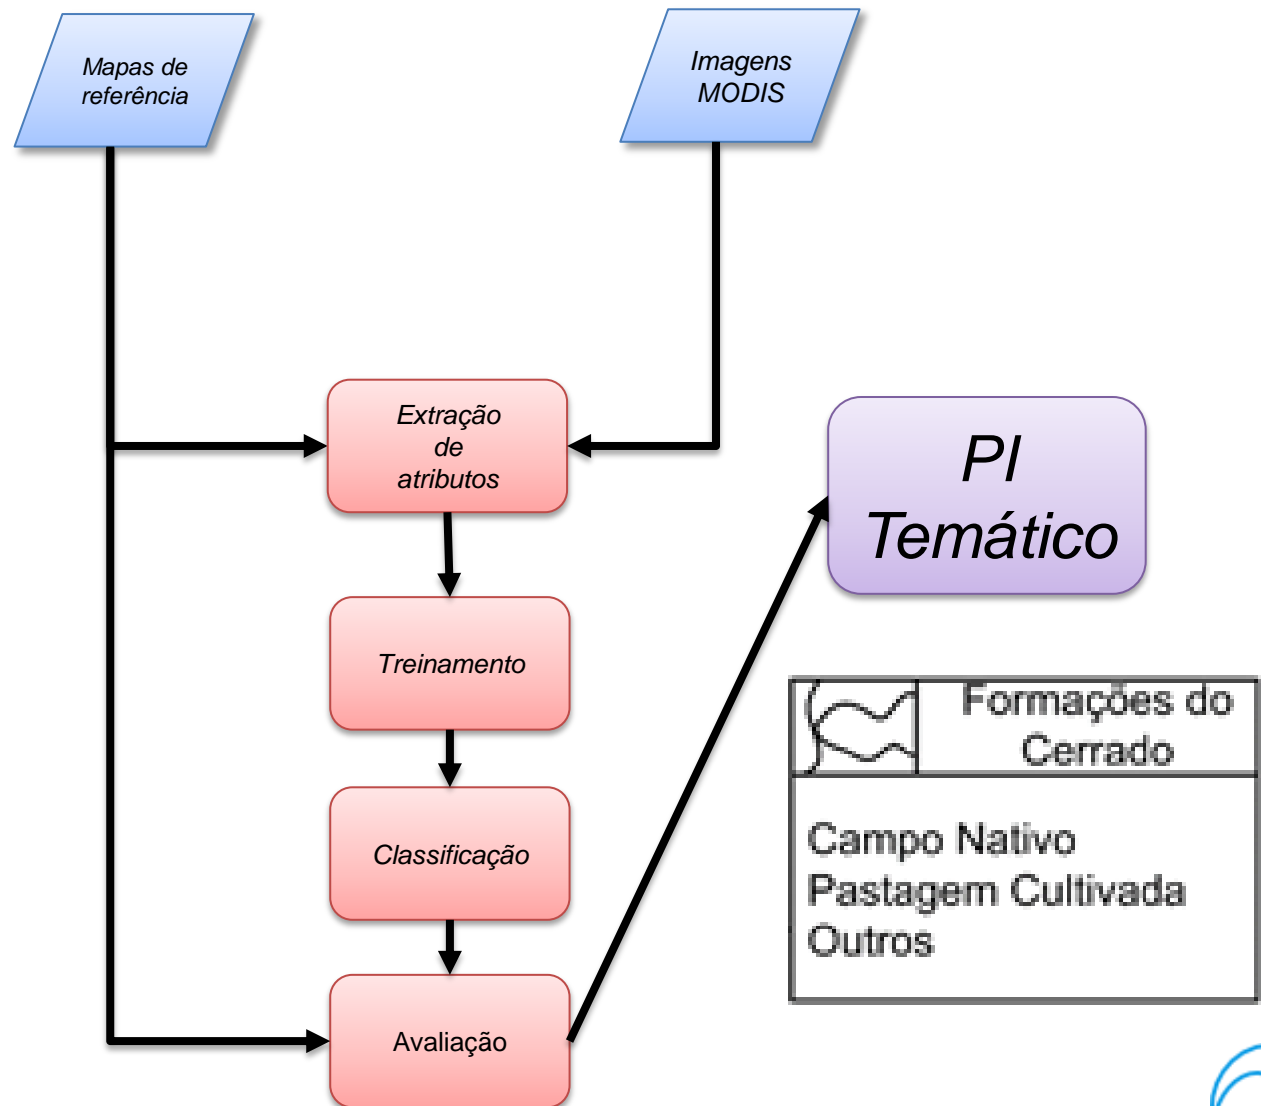 Mapas de
referência
Imagens
MODIS
Extração
de
atributos
PI
Temático
Treinamento
Formações do
Cerrado
Classificação
Campo Nativo
Pastagem Cultivada
Outros
Avaliação